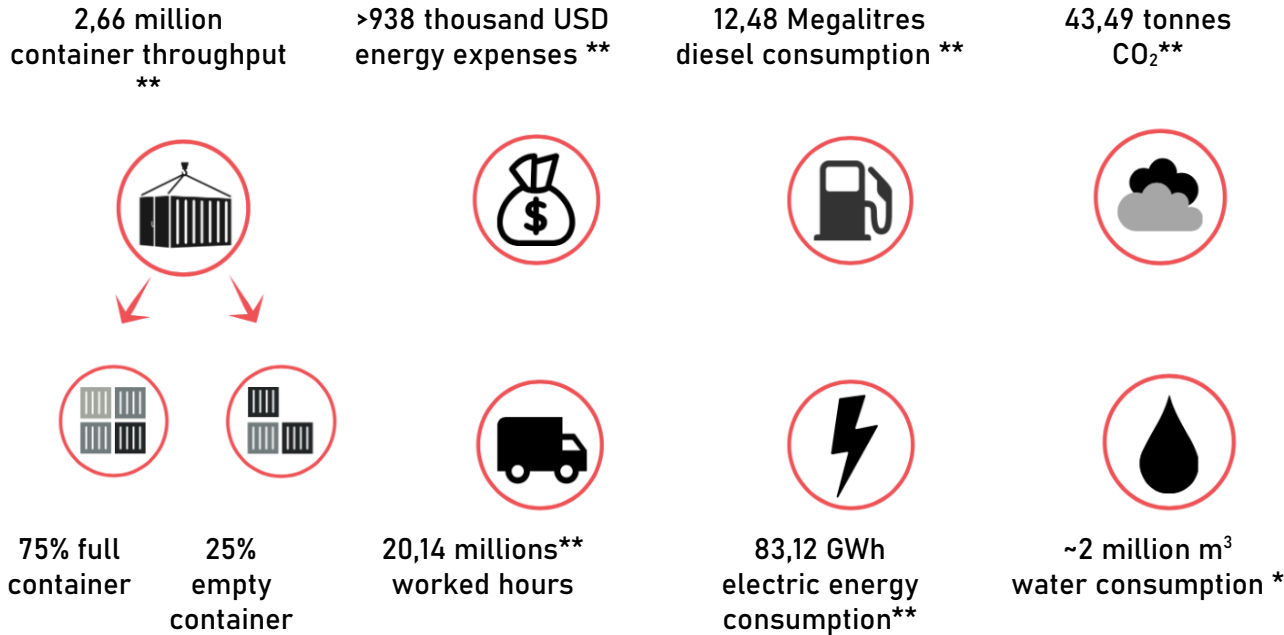 2,66 million
container throughput
**
>938 thousand USD
energy expenses **
12,48 Megalitres
diesel consumption **
43,49 tonnes
CO₂**
$
75% full
container
25%
empty
container
20,14 millions**
worked hours
83,12 GWh
electric energy
consumption**
~2 million m³
water consumption *